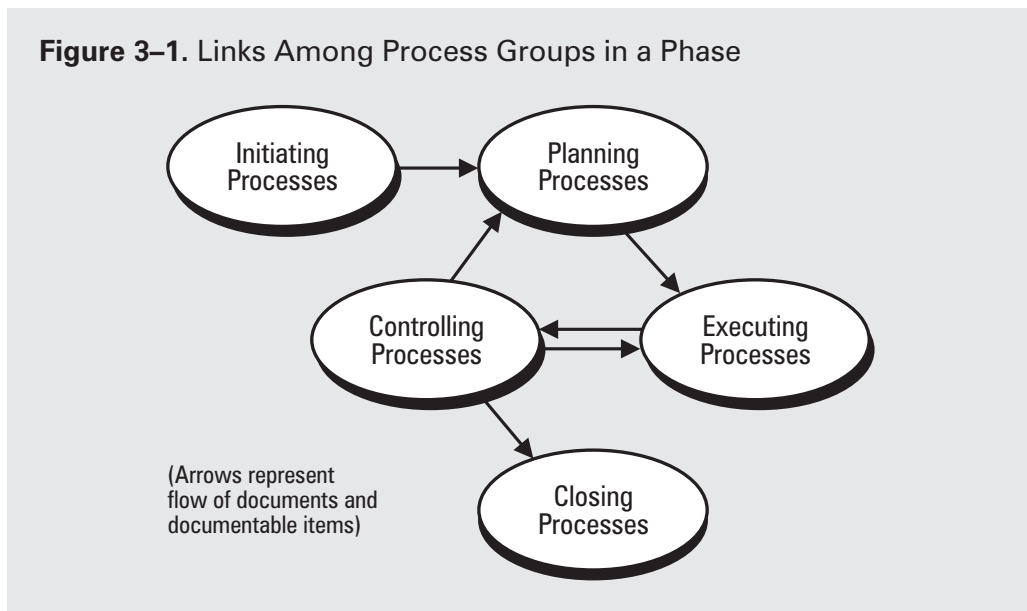 Figure 3–1. Links Among Process Groups in a Phase
Initiating
Processes
Planning
Processes
Controlling
Processes
Executing
Processes
(Arrows represent
flow of documents and
documentable items)
Closing
Processes